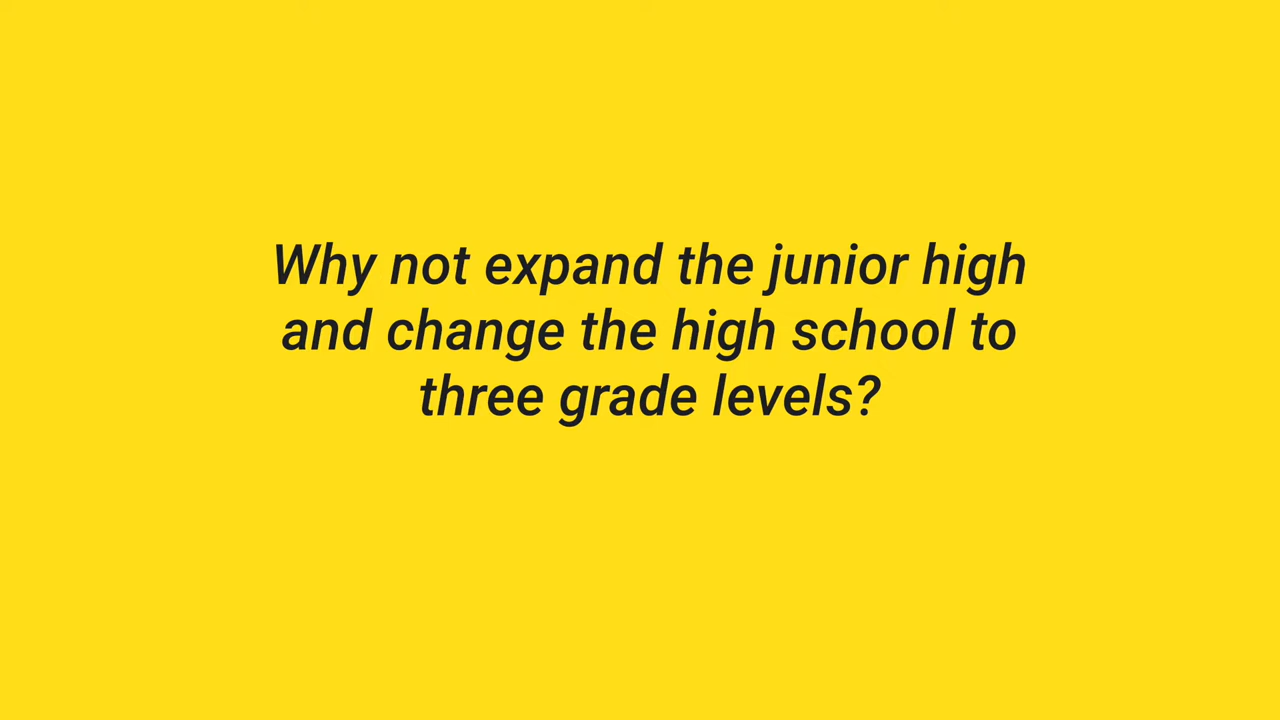 Why not expand the junior high
and change the high school to
three grade levels?